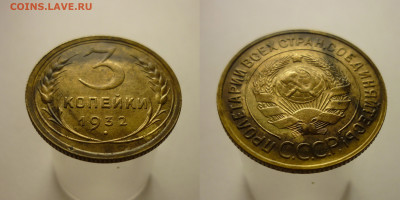 COINS.LAVE.RU
3
КОПЕЙКИ
1932
ПРОЛЕТАРИИ ВСЕХ СТРАН, СОЕДИНЯЙТЕСЬ!
СССР